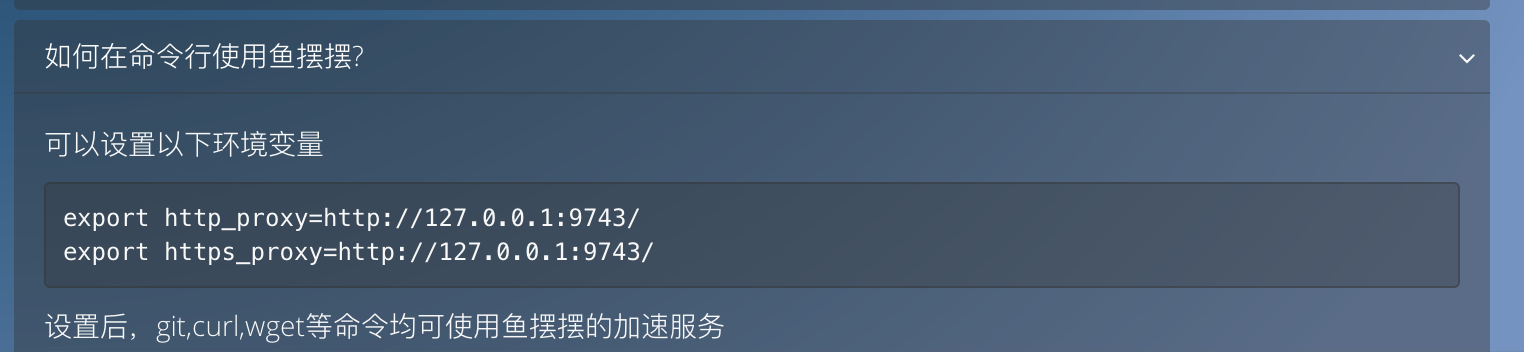 如何在命令行使用鱼摆摆?
可以设置以下环境变量
export http_proxy=http://127.0.0.1:9743/
export https_proxy=http://127.0.0.1:9743/
设置后，git,curl,wget等命令均可使用鱼摆摆的加速服务